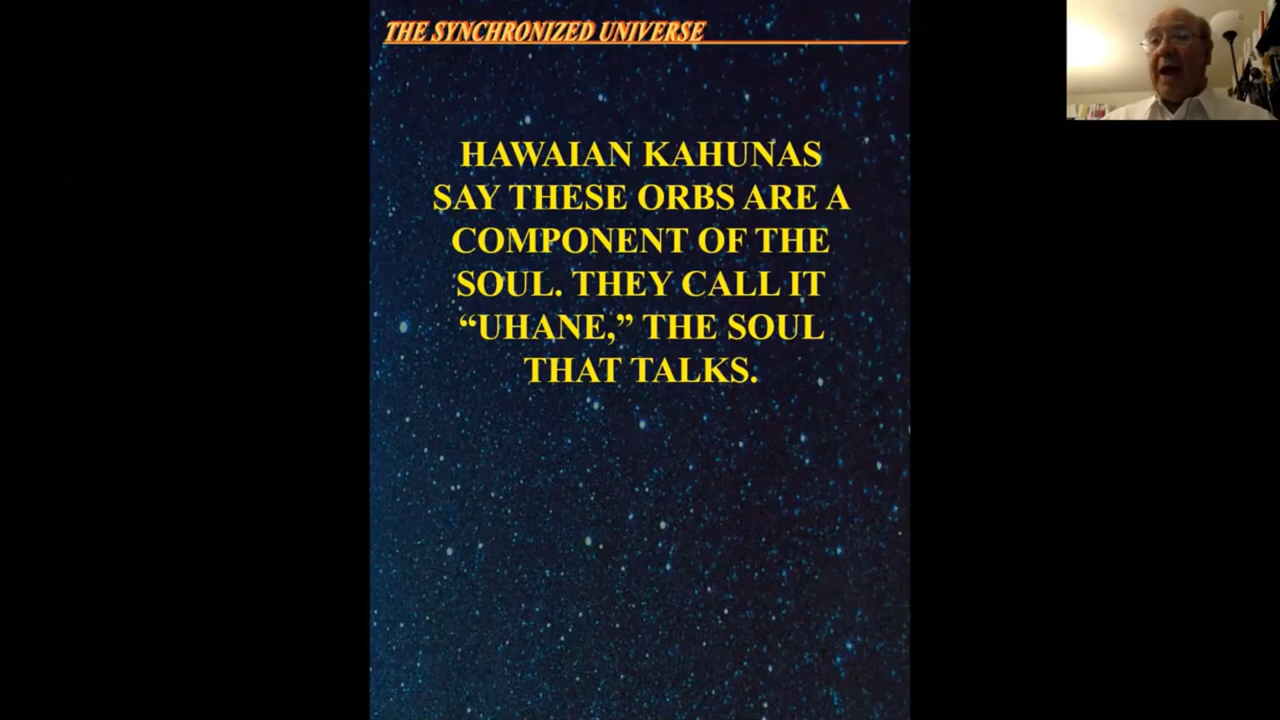 THE SYNCHRONIZED UNIVERSE
HAWAIAN KAHUNAS
SAY THESE ORBS ARE A
COMPONENT OF THE
SOUL. THEY CALL IT
“UHANE,” THE SOUL
THAT TALKS.